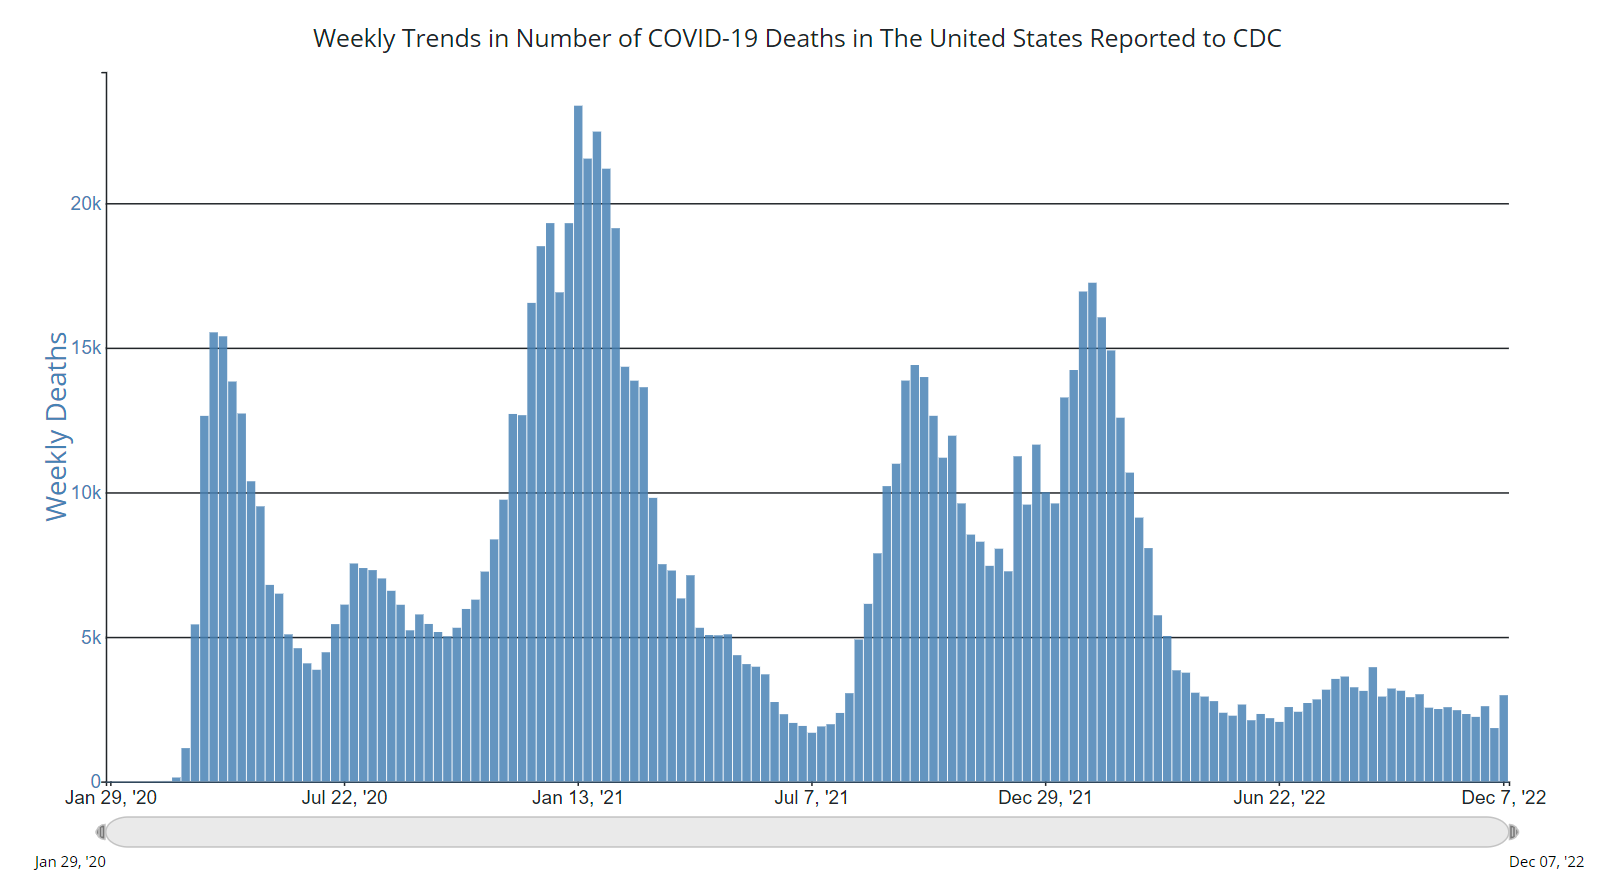 Weekly Trends in Number of COVID-19 Deaths in The United States Reported to CDC
Weekly Deaths
20k
15k
10k
5k
0
Jan 29, '20 Jul 22, '20 Jan 13, '21 Jul 7, '21 Dec 29, '21 Jun 22, '22 Dec 7, '22
Jan 29, '20 Dec 07, '22